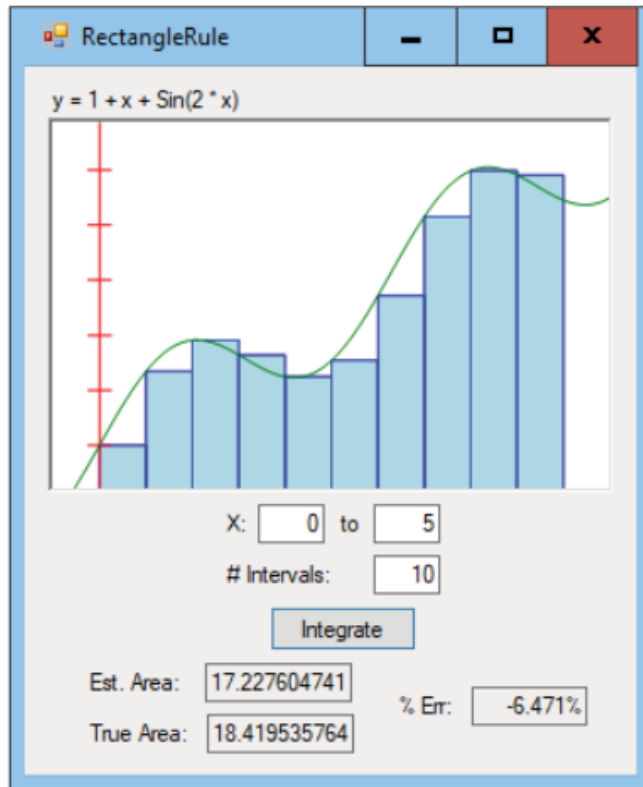 RectangleRule
y = 1 + x + Sin(2 * x)
X: 0 to 5
# Intervals: 10
Integrate
Est. Area: 17.227604741
% Err: -6.471%
True Area: 18.419535764